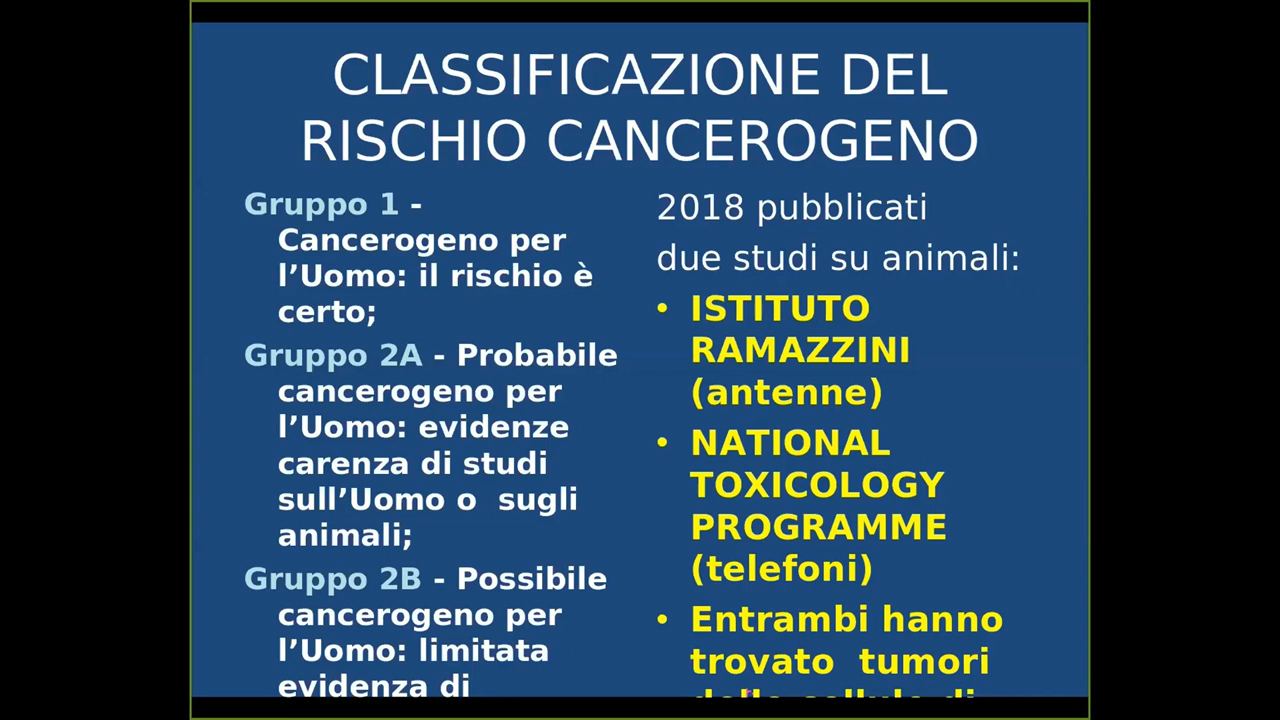 CLASSIFICAZIONE DEL
RISCHIO CANCEROGENO
Gruppo 1 -
Cancerogeno per
l’Uomo: il rischio è
certo;
Gruppo 2A - Probabile
cancerogeno per
l’Uomo: evidenze
carenza di studi
sull’Uomo o sugli
animali;
Gruppo 2B - Possibile
cancerogeno per
l’Uomo: limitata
evidenza di
2018 pubblicati
due studi su animali:
• ISTITUTO
RAMAZZINI
(antenne)
• NATIONAL
TOXICOLOGY
PROGRAMME
(telefoni)
• Entrambi hanno
trovato tumori